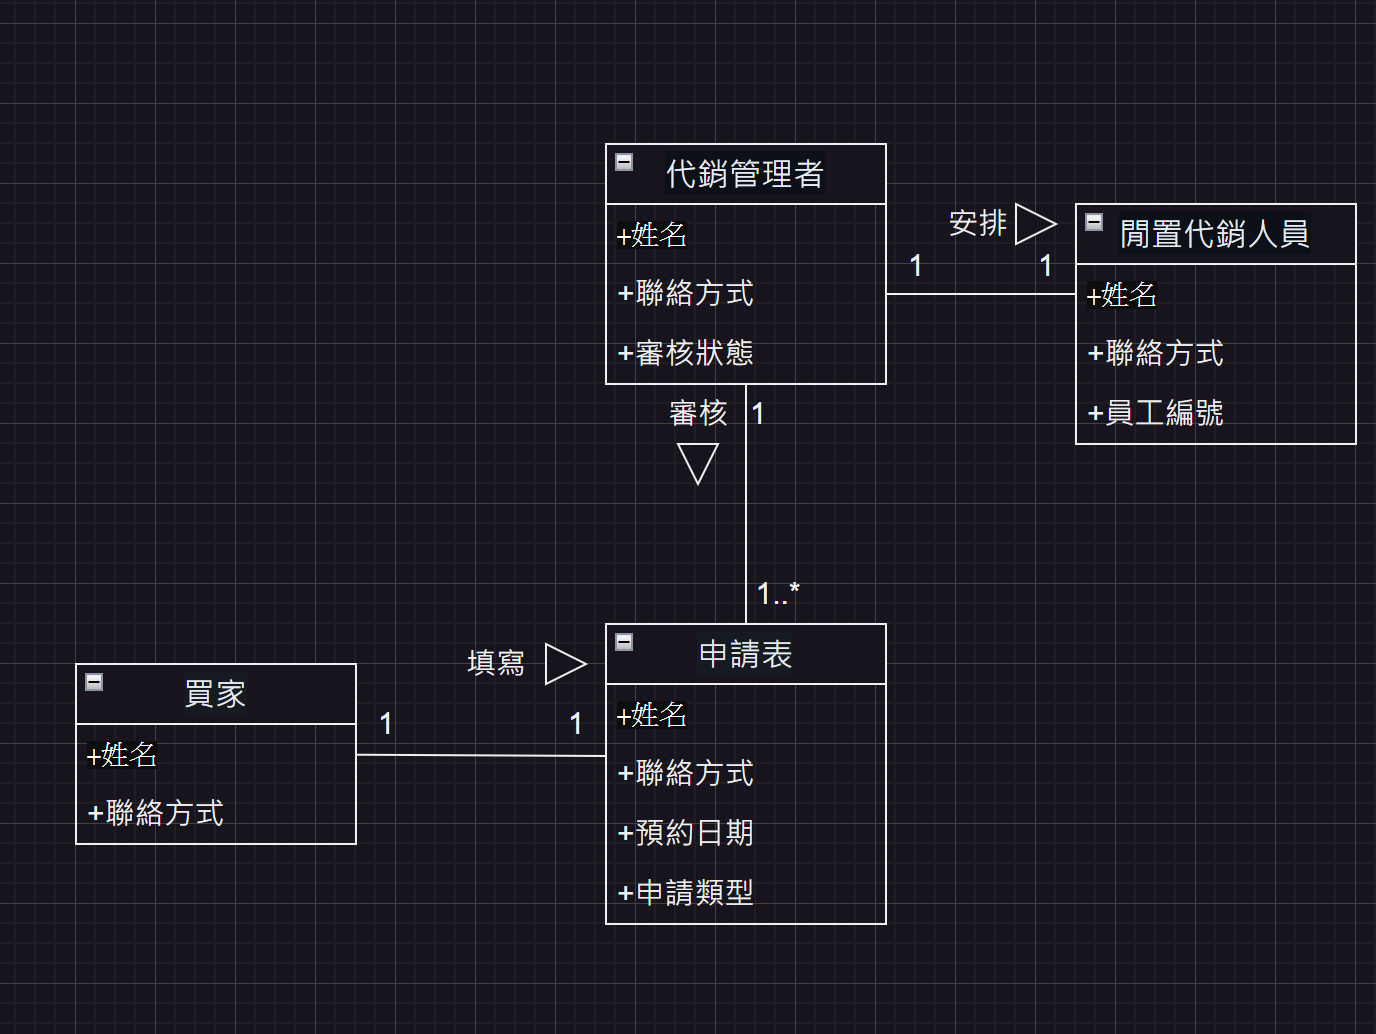 代銷管理者
+姓名
+聯絡方式
+審核狀態
安排
1
1
閒置代銷人員
+姓名
+聯絡方式
+員工編號
審核
1
1..*
申請表
+姓名
+聯絡方式
+預約日期
+申請類型
填寫
1
1
買家
+姓名
+聯絡方式